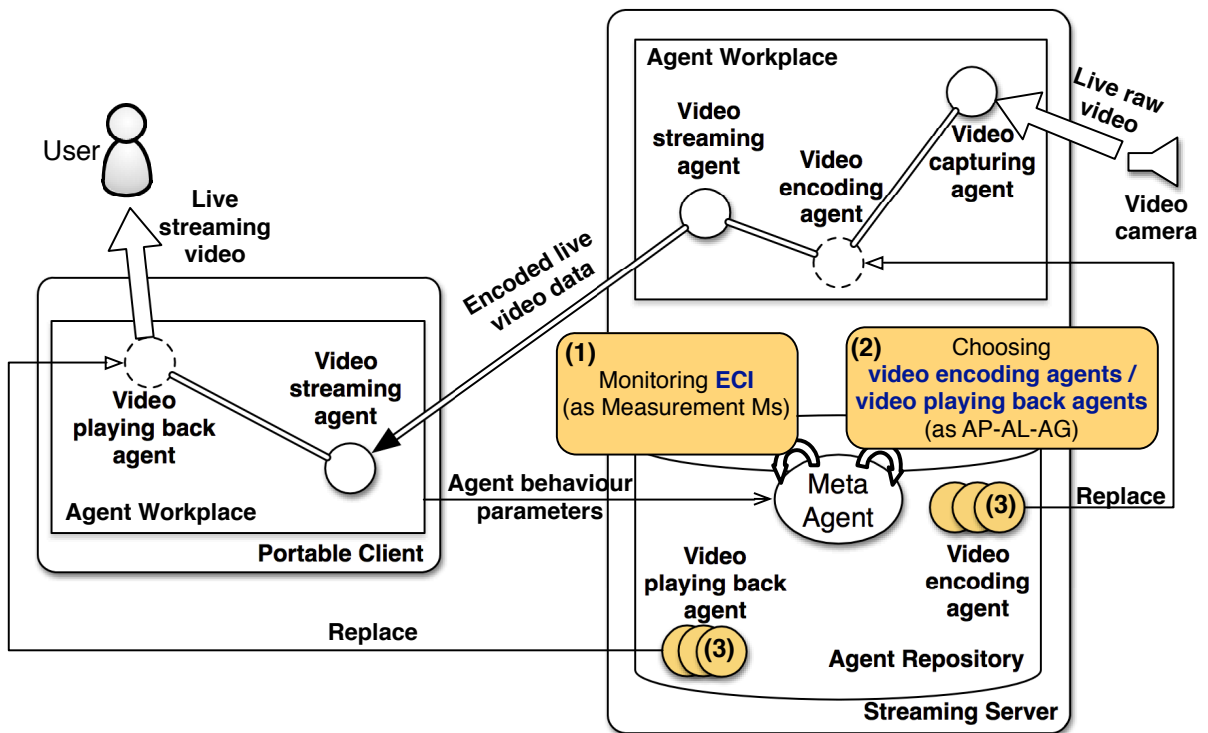 Agent Workplace
Live raw
video
Video
streaming
agent
Video
encoding
agent
Video
capturing
agent
Video
camera
User
Live
streaming
video
Encoded live
video data
(1)
Monitoring ECI
(as Measurement Ms)
(2)
Choosing
video encoding agents /
video playing back agents
(as AP-AL-AG)
Video
streaming
agent
Video
playing back
agent
Agent Workplace
Portable Client
Agent behaviour
parameters
Meta
Agent
(3)
Replace
Video
encoding
agent
Video
playing back
agent
(3)
Replace
Agent Repository
Streaming Server